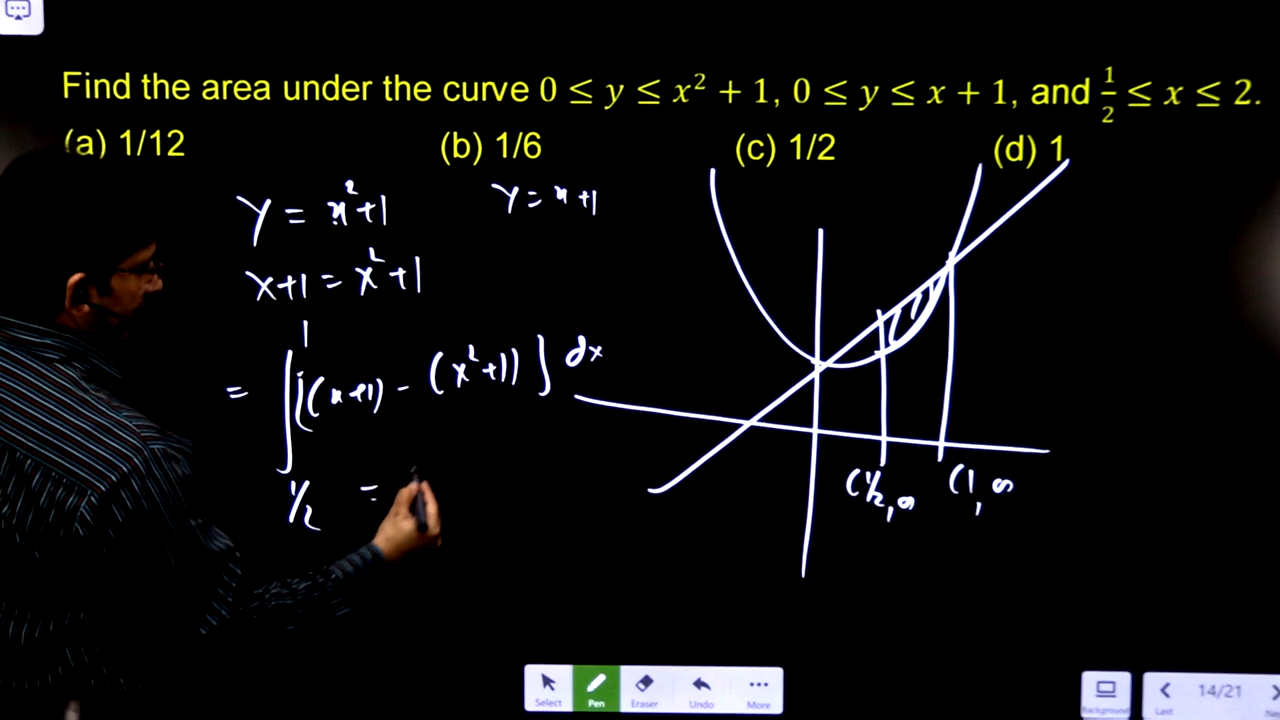 Find the area under the curve 0 ≤ y ≤ x² + 1, 0 ≤ y ≤ x + 1, and 1/2 ≤ x ≤ 2.
(a) 1/12 (b) 1/6 (c) 1/2 (d) 1
y = x² + 1 y = x + 1
x + 1 = x² + 1
= ∫_{1/2}^{1} [(x+1) - (x²+1)] dx
=
(1/2, 0 (1, 0
Select Pen Eraser Undo More
Background Last 14/21